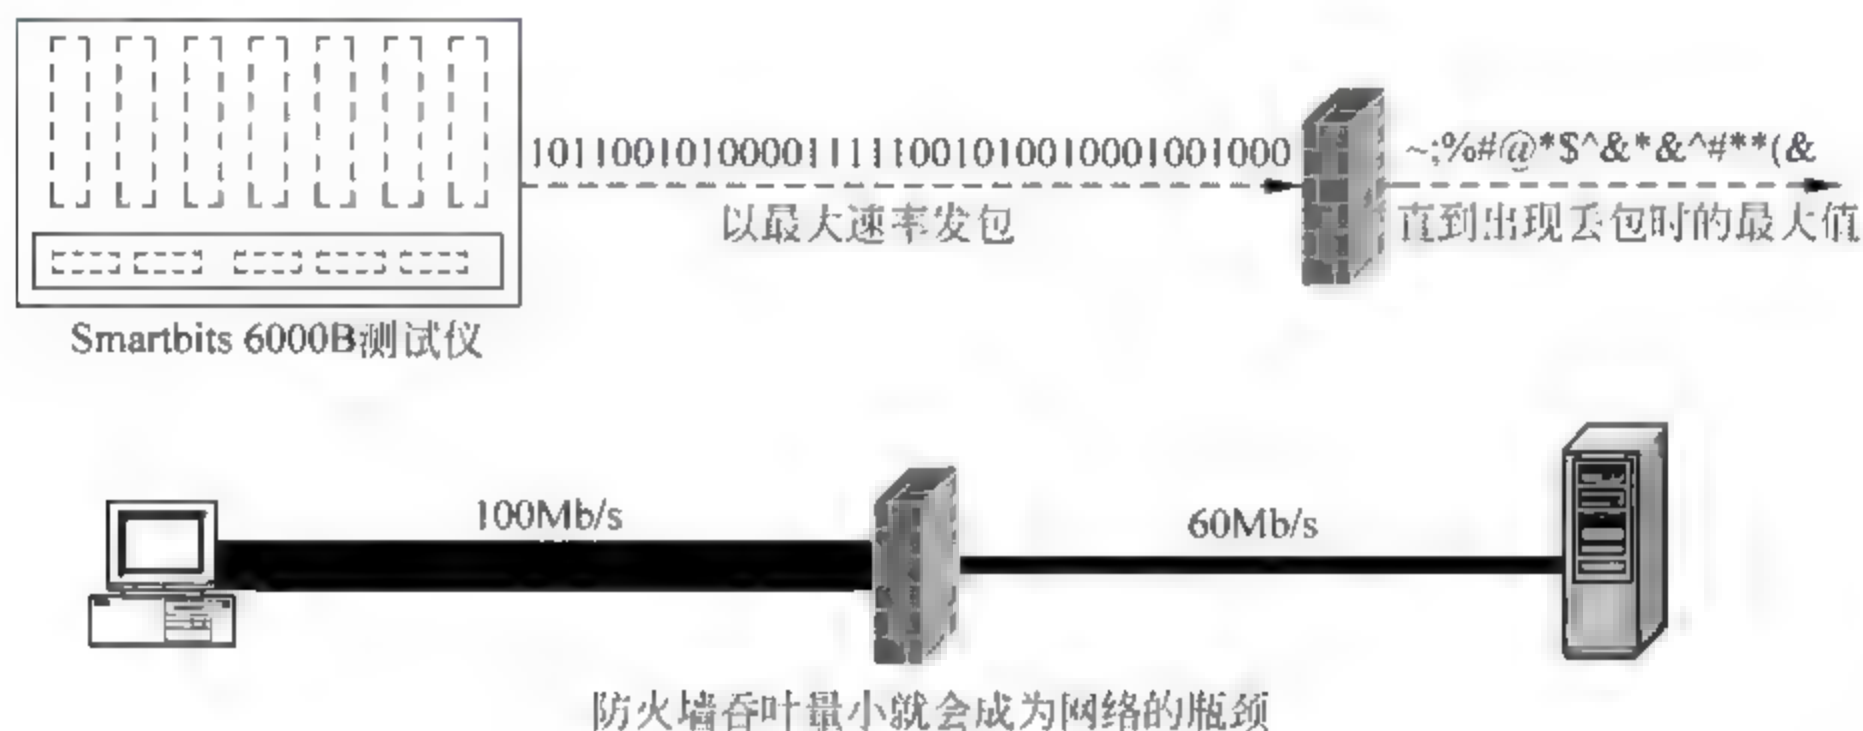 1011001010000111110010100100010010​00
~;%#@*$^&*&^#**(&
以最大速率发包
直到出现丢包时的最大值
Smartbits 6000B测试仪
100Mb/s
60Mb/s
防火墙吞吐量小就会成为网络的瓶颈